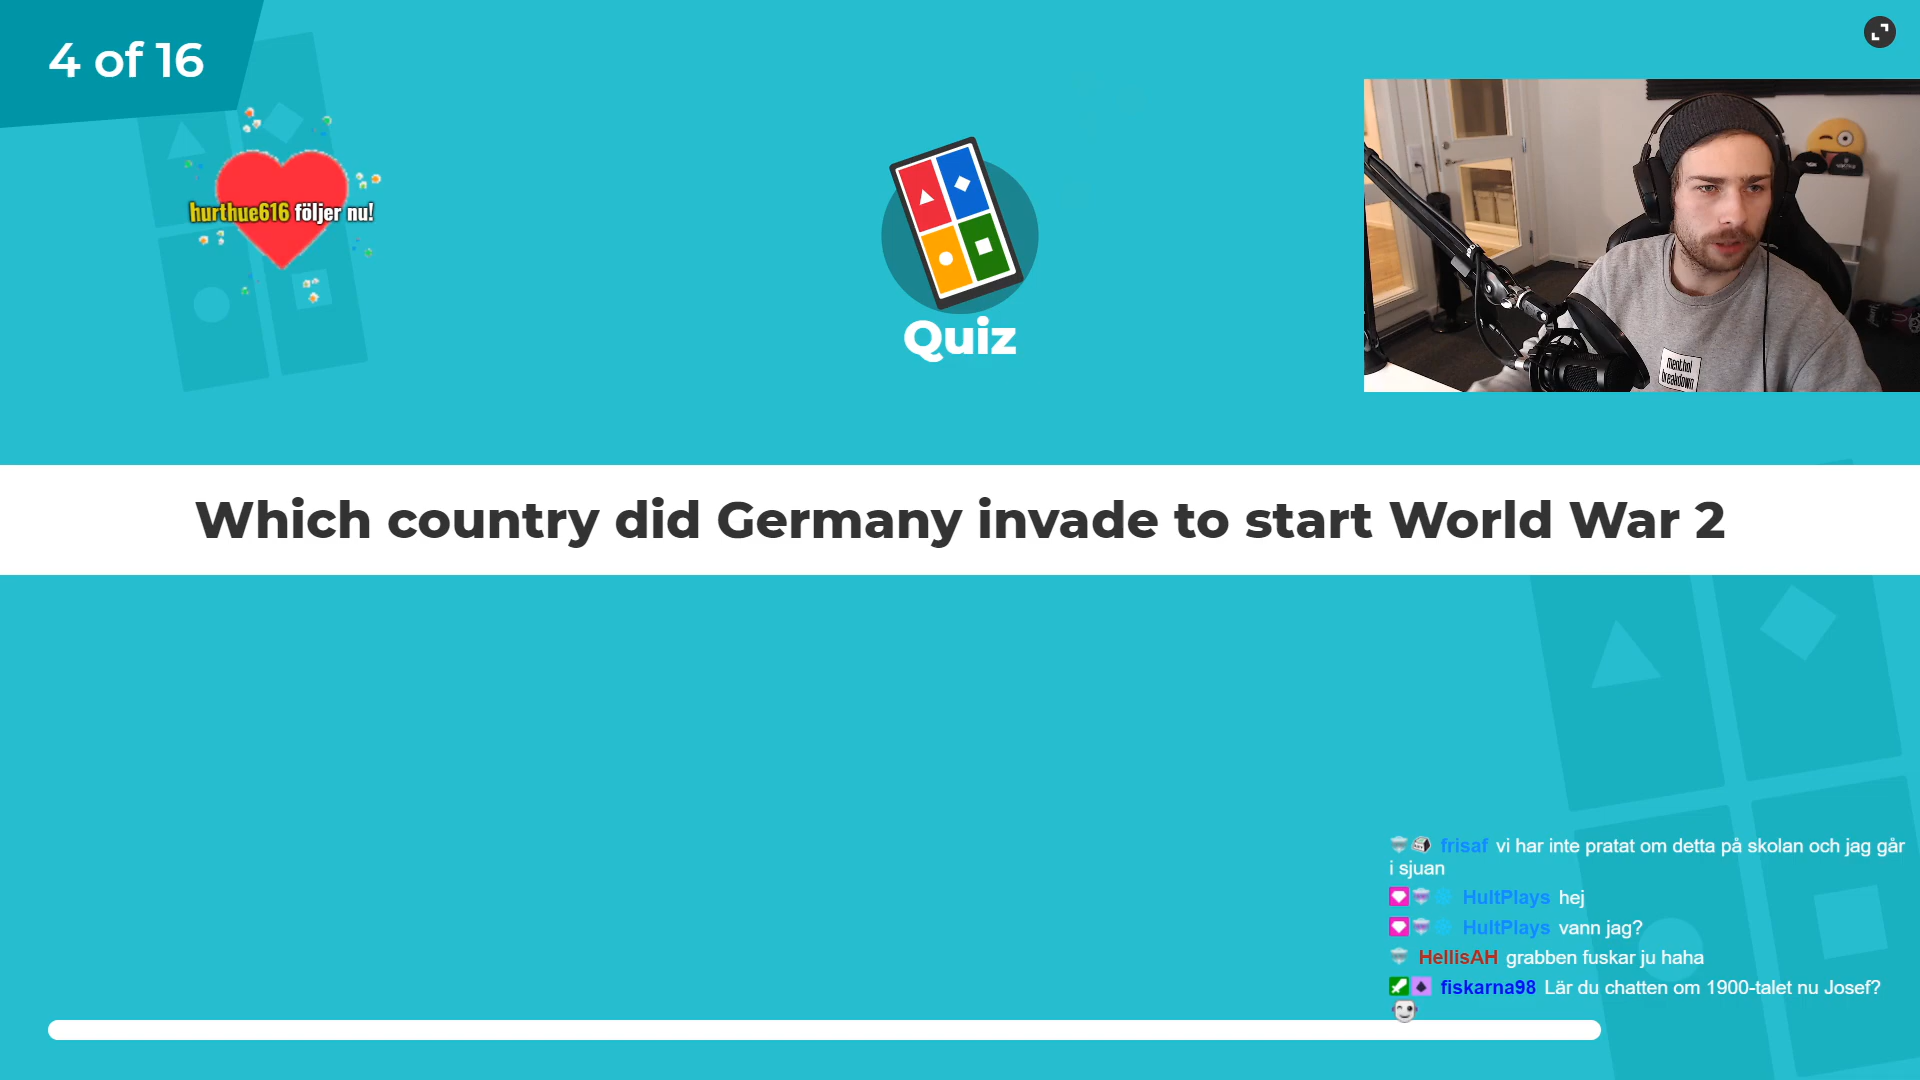 4 of 16
hurthue616 följer nu!
Quiz
menthol
breakdown
Which country did Germany invade to start World War 2
frisaf vi har inte pratat om detta på skolan och jag går
i sjuan
HultPlays hej
HultPlays vann jag?
HellisAH grabben fuskar ju haha
fiskarna98 Lär du chatten om 1900-talet nu Josef?